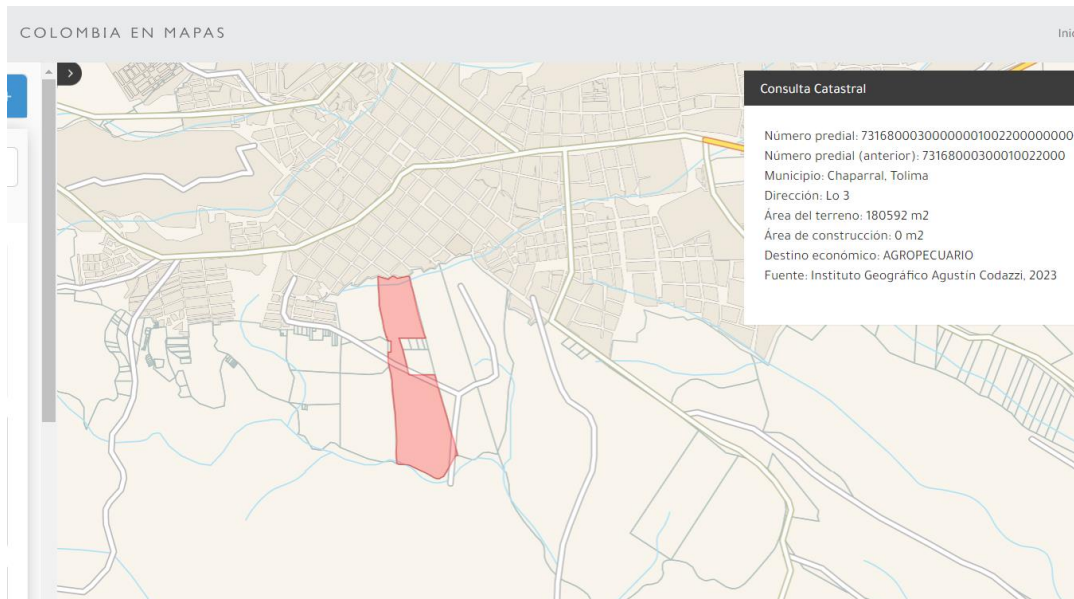 COLOMBIA EN MAPAS
Consulta Catastral
Número predial: 731680003000000010022000000000
Número predial (anterior): 73168000300010022000
Municipio: Chaparral, Tolima
Dirección: Lo 3
Área del terreno: 180592 m2
Área de construcción: 0 m2
Destino económico: AGROPECUARIO
Fuente: Instituto Geográfico Agustín Codazzi, 2023